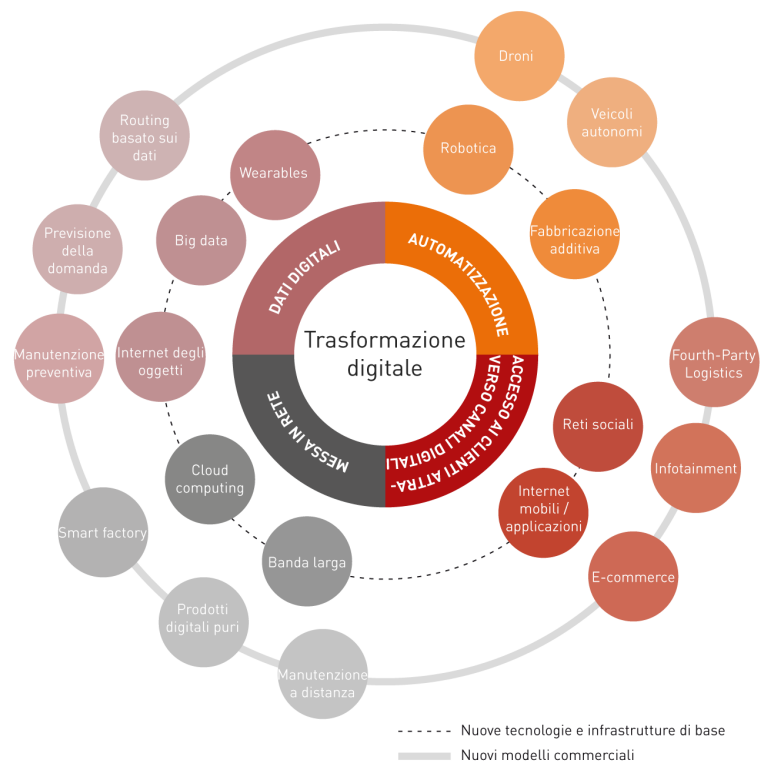 Droni
Veicoli
autonomi
Routing
basato sui
dati
Robotica
Wearables
Fabbricazione
additiva
Big data
Previsione
della
domanda
DATI DIGITALI
AUTOMATIZZAZIONE
Trasformazione
digitale
Manutenzione
preventiva
Internet degli
oggetti
Fourth-Party
Logistics
MESSA IN RETE
ACCESSO AI CLIENTI ATTRA-
VERSO CANALI DIGITALI
Reti sociali
Infotainment
Cloud
computing
Internet
mobili /
applicazioni
Smart factory
Banda larga
E-commerce
Prodotti
digitali puri
Manutenzione
a distanza
Nuove tecnologie e infrastrutture di base
Nuovi modelli commerciali